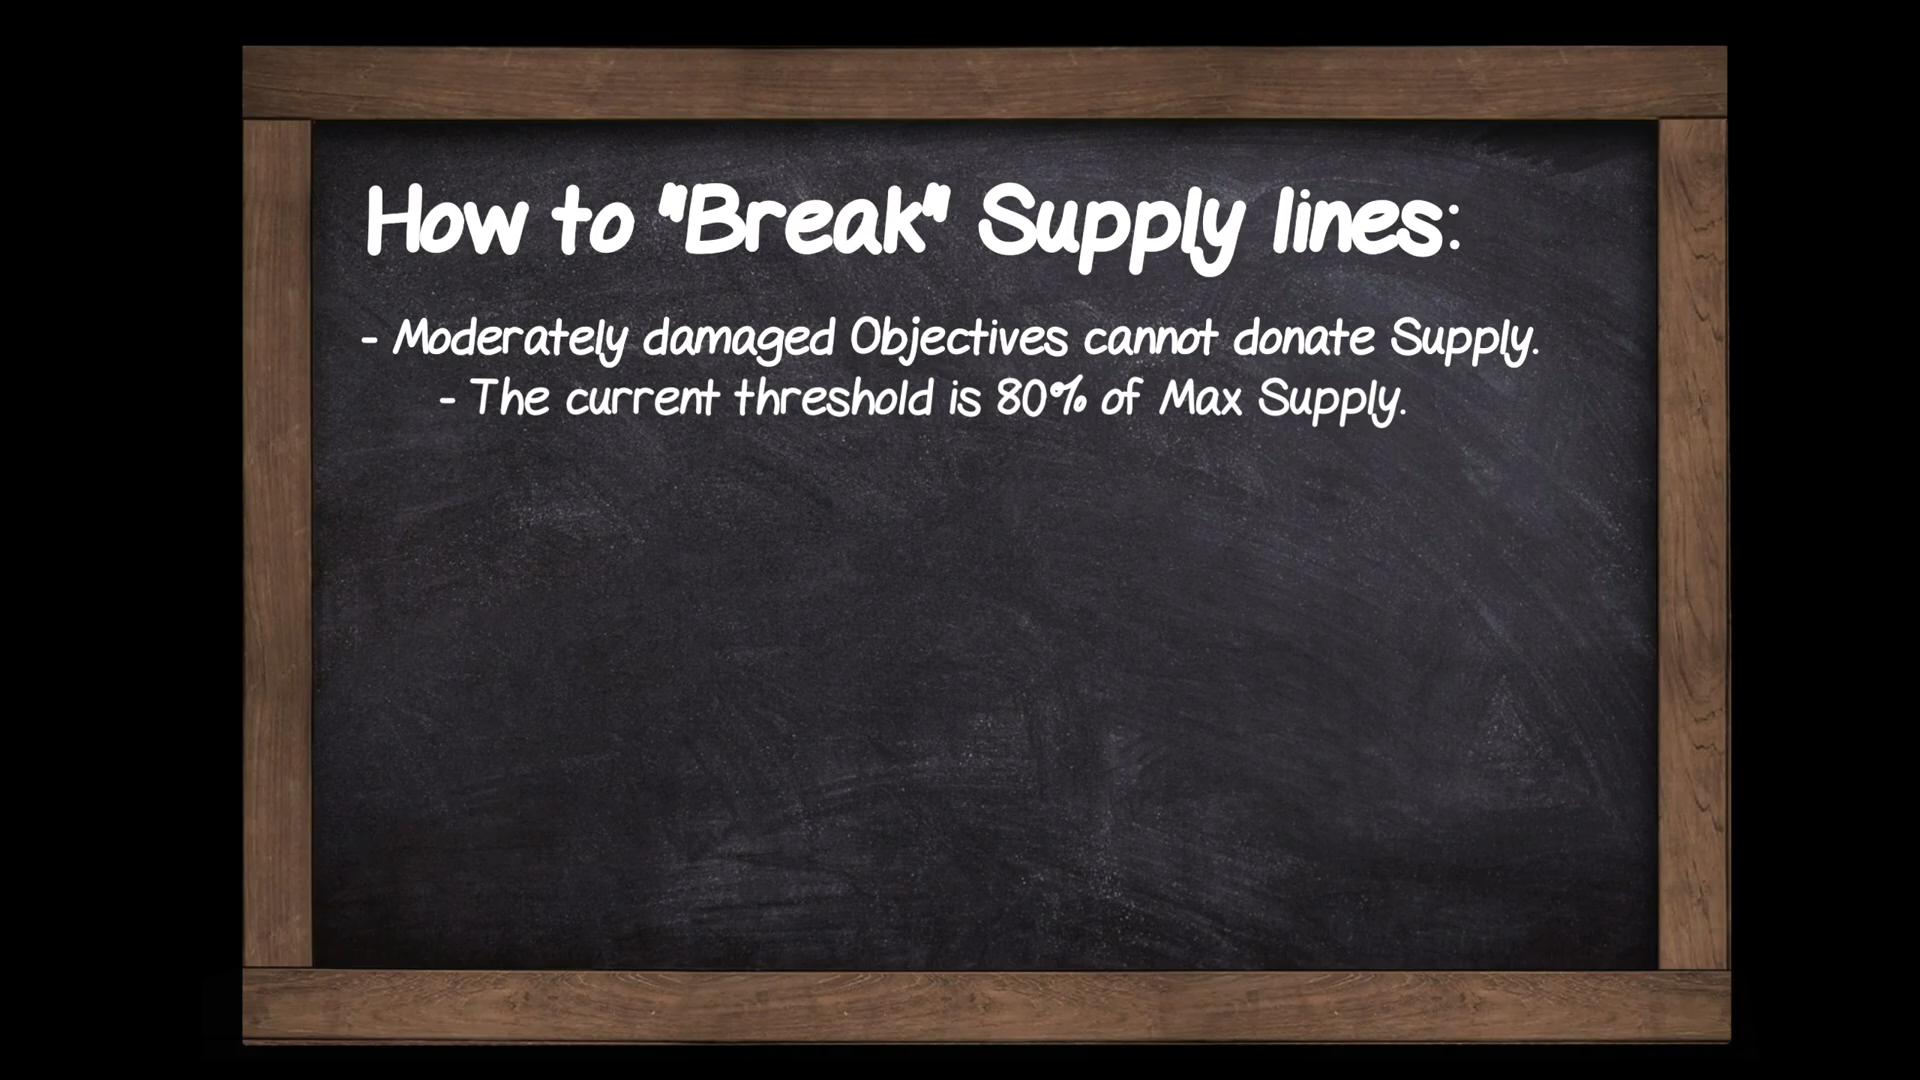 How to "Break" Supply lines:
- Moderately damaged Objectives cannot donate Supply.
- The current threshold is 80% of Max Supply.